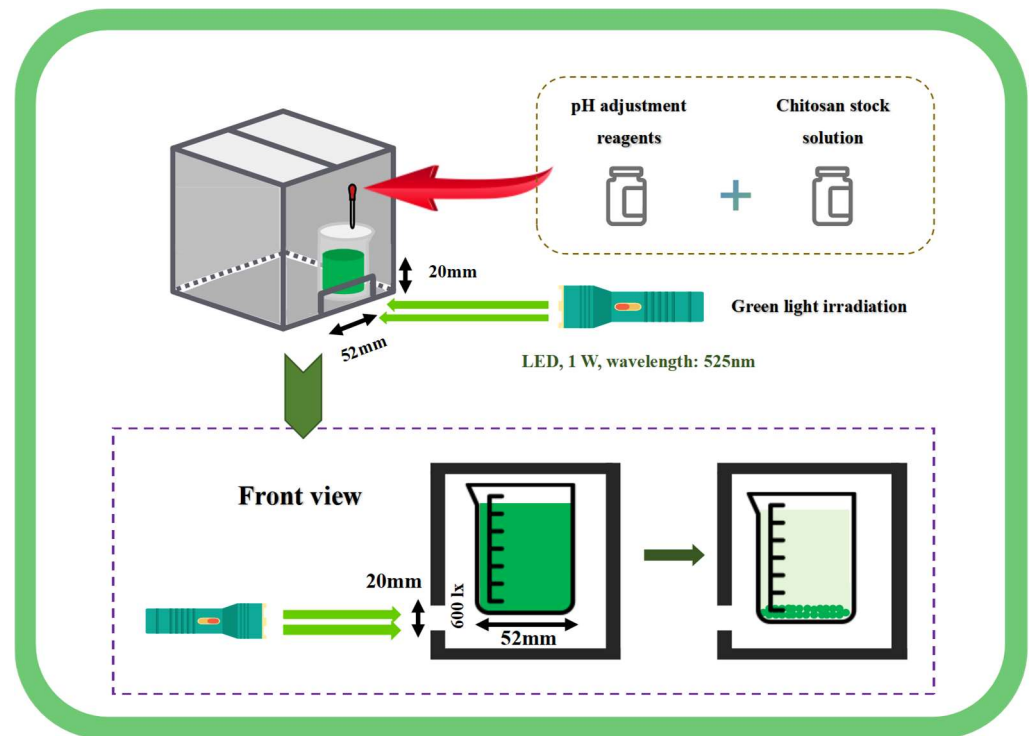 pH adjustment
reagents
Chitosan stock
solution
+
20mm
52mm
Green light irradiation
LED, 1 W, wavelength: 525nm
Front view
20mm
600 lx
52mm